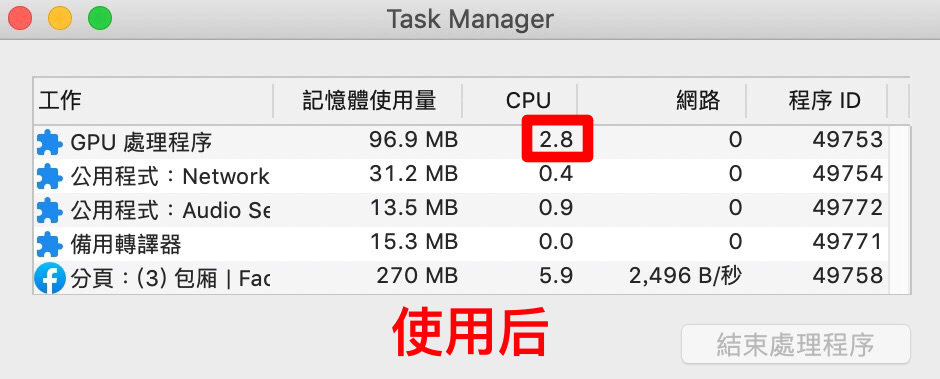 Task Manager
工作 記憶體使用量 CPU 網路 程序 ID
GPU 處理程序 96.9 MB 2.8 0 49753
公用程式：Network 31.2 MB 0.4 0 49754
公用程式：Audio Se 13.5 MB 0.9 0 49772
備用轉譯器 15.3 MB 0.0 0 49771
分頁：(3) 包厢 | Fac 270 MB 5.9 2,496 B/秒 49758
使用后
結束處理程序